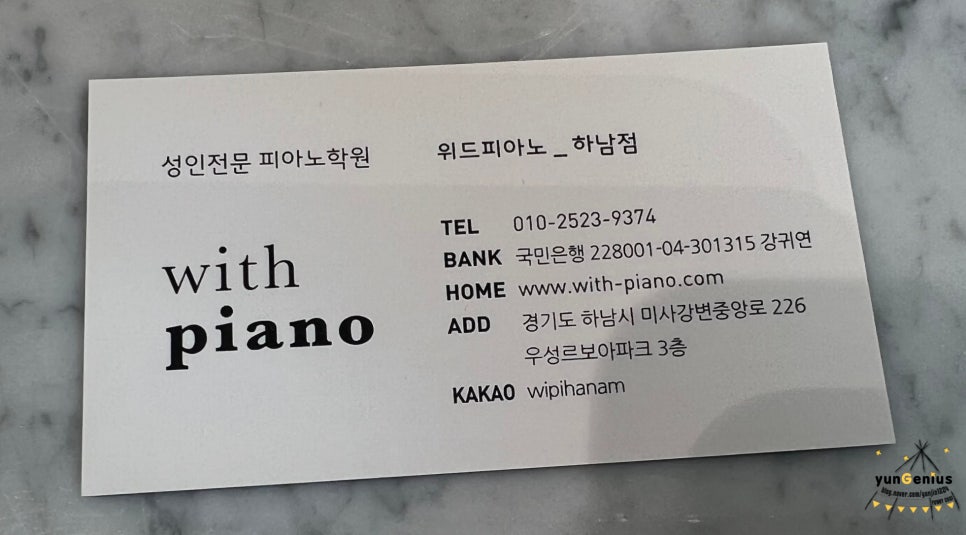 성인전문 피아노학원
with
piano
위드피아노 _ 하남점
TEL 010-2523-9374
BANK 국민은행 228001-04-301315 강귀연
HOME www.with-piano.com
ADD 경기도 하남시 미사강변중앙로 226
우성르보아파크 3층
KAKAO wipihanam
yunGenius